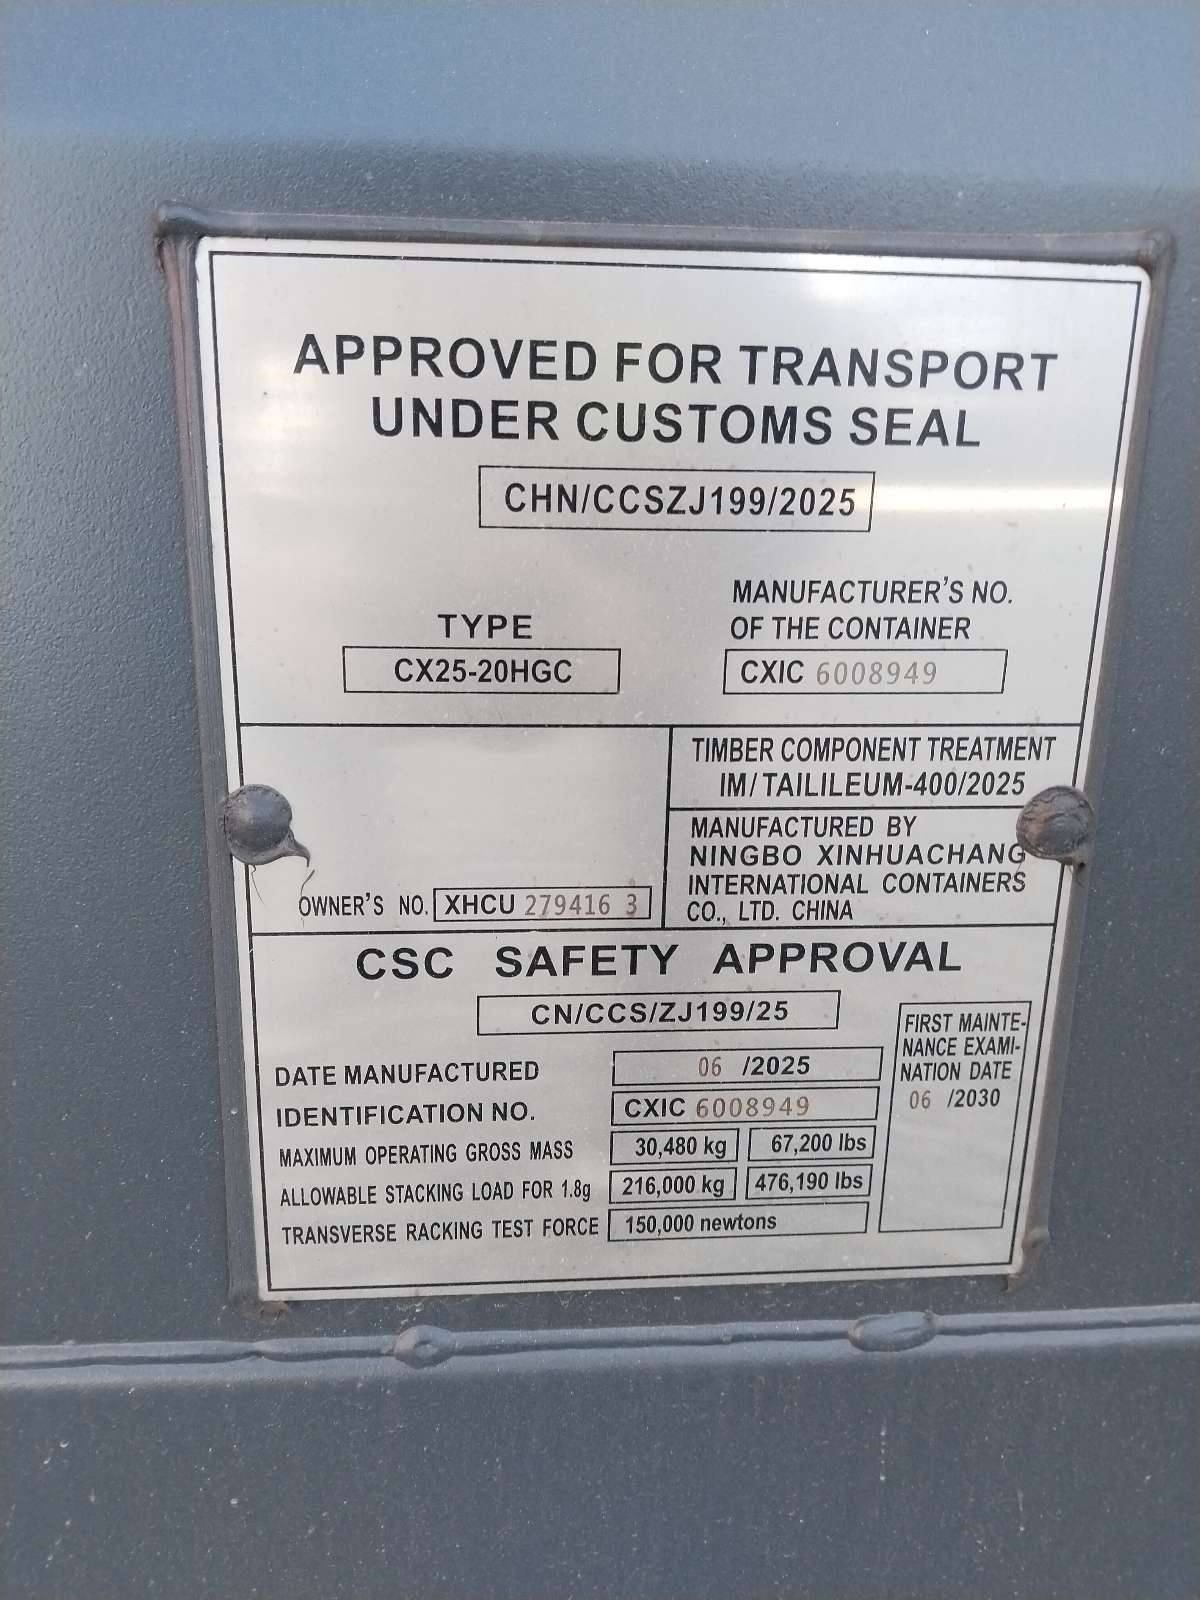 APPROVED FOR TRANSPORT
UNDER CUSTOMS SEAL
CHN/CCSZJ199/2025
TYPE
CX25-20HGC
MANUFACTURER'S NO.
OF THE CONTAINER
CXIC 6008949
OWNER'S NO. XHCU 279416 3
TIMBER COMPONENT TREATMENT
IM/TAILILEUM-400/2025
MANUFACTURED BY
NINGBO XINHUACHANG
INTERNATIONAL CONTAINERS
CO., LTD. CHINA
CSC SAFETY APPROVAL
CN/CCS/ZJ199/25
DATE MANUFACTURED 06 /2025
IDENTIFICATION NO. CXIC 6008949
MAXIMUM OPERATING GROSS MASS 30,480 kg 67,200 lbs
ALLOWABLE STACKING LOAD FOR 1.8g 216,000 kg 476,190 lbs
TRANSVERSE RACKING TEST FORCE 150,000 newtons
FIRST MAINTE-
NANCE EXAMI-
NATION DATE
06 /2030